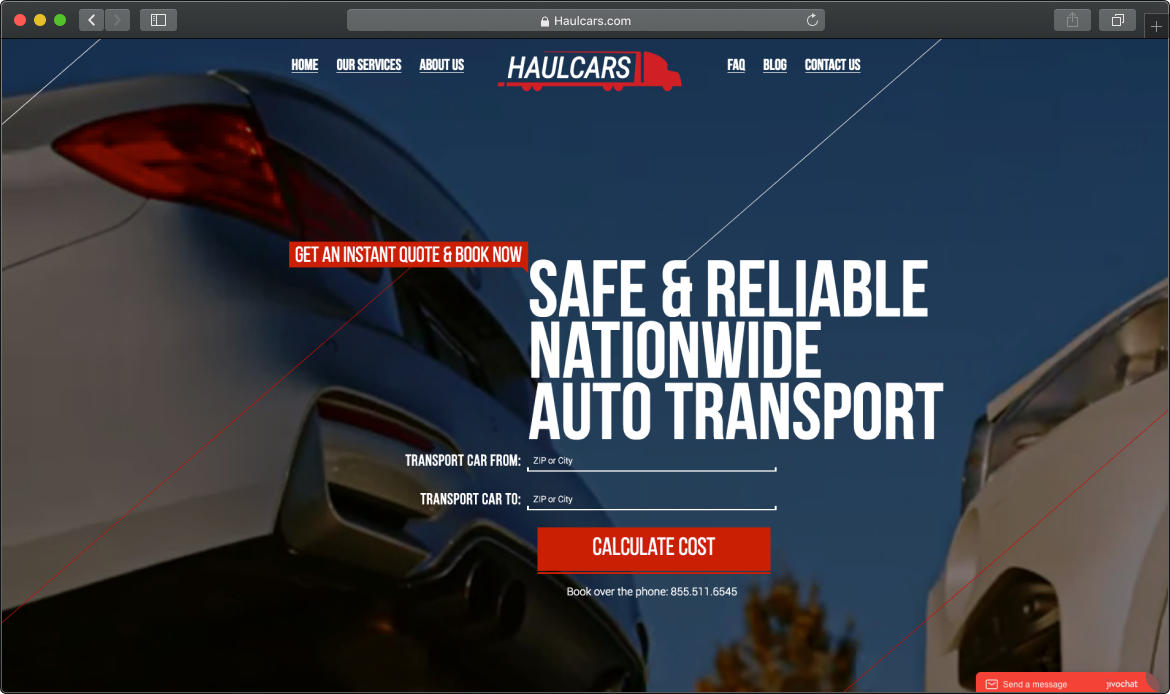 Haulcars.com
HOME OUR SERVICES ABOUT US HAULCARS FAQ BLOG CONTACT US
GET AN INSTANT QUOTE & BOOK NOW
SAFE & RELIABLE
NATIONWIDE
AUTO TRANSPORT
TRANSPORT CAR FROM: ZIP or City
TRANSPORT CAR TO: ZIP or City
CALCULATE COST
Book over the phone: 855.511.6545
Send a message jivochat